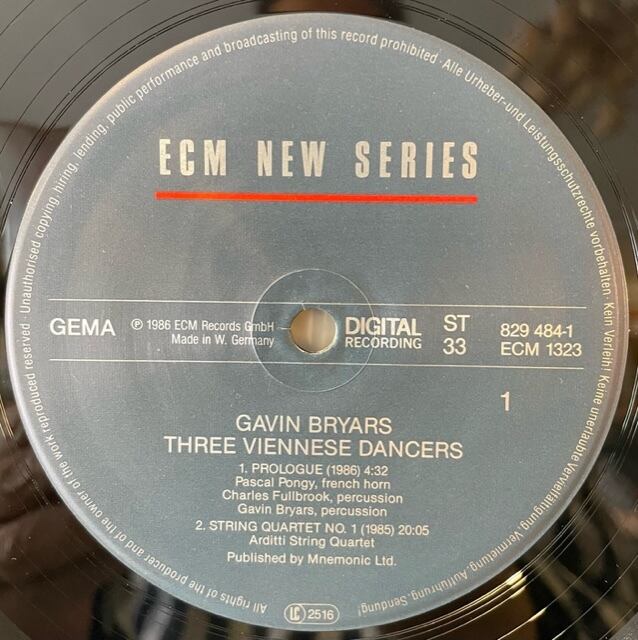 All rights of the producer and of the owner of the work reproduced reserved · Unauthorised copying, hiring, lending, public performance and broadcasting of this record prohibited · Alle Urheber-und Leistungsschutzrechte vorbehalten · Kein Verleih! Keine unerlaubte Vervielfältigung, Vermietung, Aufführung, Sendung!
ECM NEW SERIES
GEMA
℗ 1986 ECM Records GmbH
Made in W. Germany
DIGITAL
RECORDING
ST
33
829 484-1
ECM 1323
1
GAVIN BRYARS
THREE VIENNESE DANCERS
1. PROLOGUE (1986) 4:32
Pascal Pongy, french horn
Charles Fullbrook, percussion
Gavin Bryars, percussion
2. STRING QUARTET NO. 1 (1985) 20:05
Arditti String Quartet
Published by Mnemonic Ltd.
LC 2516